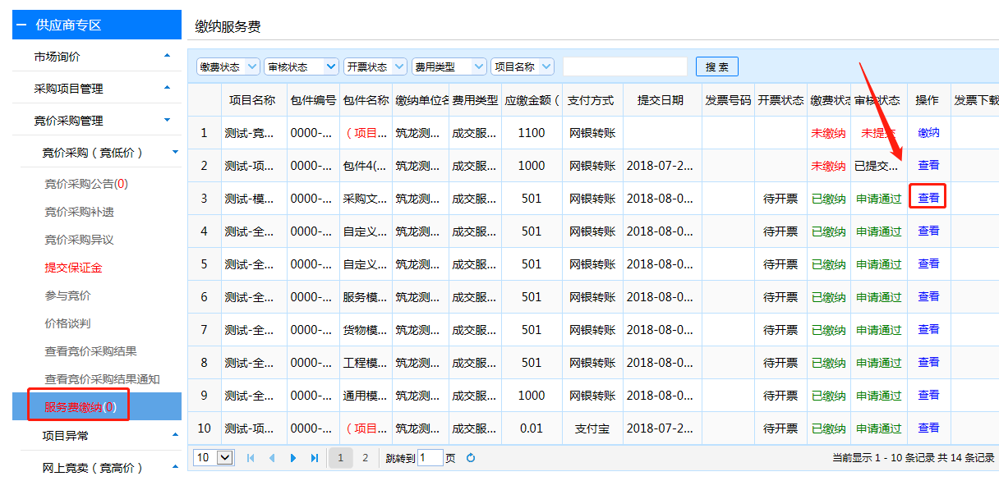 供应商专区
市场询价
采购项目管理
竞价采购管理
竞价采购（竞低价）
竞价采购公告(0)
竞价采购补遗
竞价采购异议
提交保证金
参与竞价
价格谈判
查看竞价采购结果
查看竞价采购结果通知
服务费缴纳(0)
项目异常
网上竞卖（竞高价）
缴纳服务费
缴费状态 审核状态 开票状态 费用类型 项目名称 搜 索
项目名称 包件编号 包件名称 缴纳单位名 费用类型 应缴金额（ 支付方式 提交日期 发票号码 开票状态 缴费状态 审核状态 操作 发票下载
1 测试-竞... 0000-... （项目... 筑龙测... 成交服... 1100 网银转账 未缴纳 未提交 缴纳
2 测试-项... 0000-... 包件4(... 筑龙测... 成交服... 1000 网银转账 2018-07-2... 未缴纳 已提交... 查看
3 测试-模... 0000-... 采购文... 筑龙测... 成交服... 501 网银转账 2018-08-0... 待开票 已缴纳 申请通过 查看
4 测试-全... 0000-... 自定义... 筑龙测... 成交服... 501 网银转账 2018-08-0... 待开票 已缴纳 申请通过 查看
5 测试-全... 0000-... 自定义... 筑龙测... 成交服... 501 网银转账 2018-08-0... 待开票 已缴纳 申请通过 查看
6 测试-全... 0000-... 服务模... 筑龙测... 成交服... 501 网银转账 2018-08-0... 待开票 已缴纳 申请通过 查看
7 测试-全... 0000-... 货物模... 筑龙测... 成交服... 501 网银转账 2018-08-0... 待开票 已缴纳 申请通过 查看
8 测试-全... 0000-... 工程模... 筑龙测... 成交服... 501 网银转账 2018-08-0... 待开票 已缴纳 申请通过 查看
9 测试-全... 0000-... 通用模... 筑龙测... 成交服... 1000 网银转账 2018-08-0... 待开票 已缴纳 申请通过 查看
10 测试-项... 0000-... （项目... 筑龙测... 成交服... 0.01 支付宝 2018-07-2... 待开票 已缴纳 申请通过 查看
10 1 2 跳转到 1 页 当前显示 1 - 10 条记录 共 14 条记录